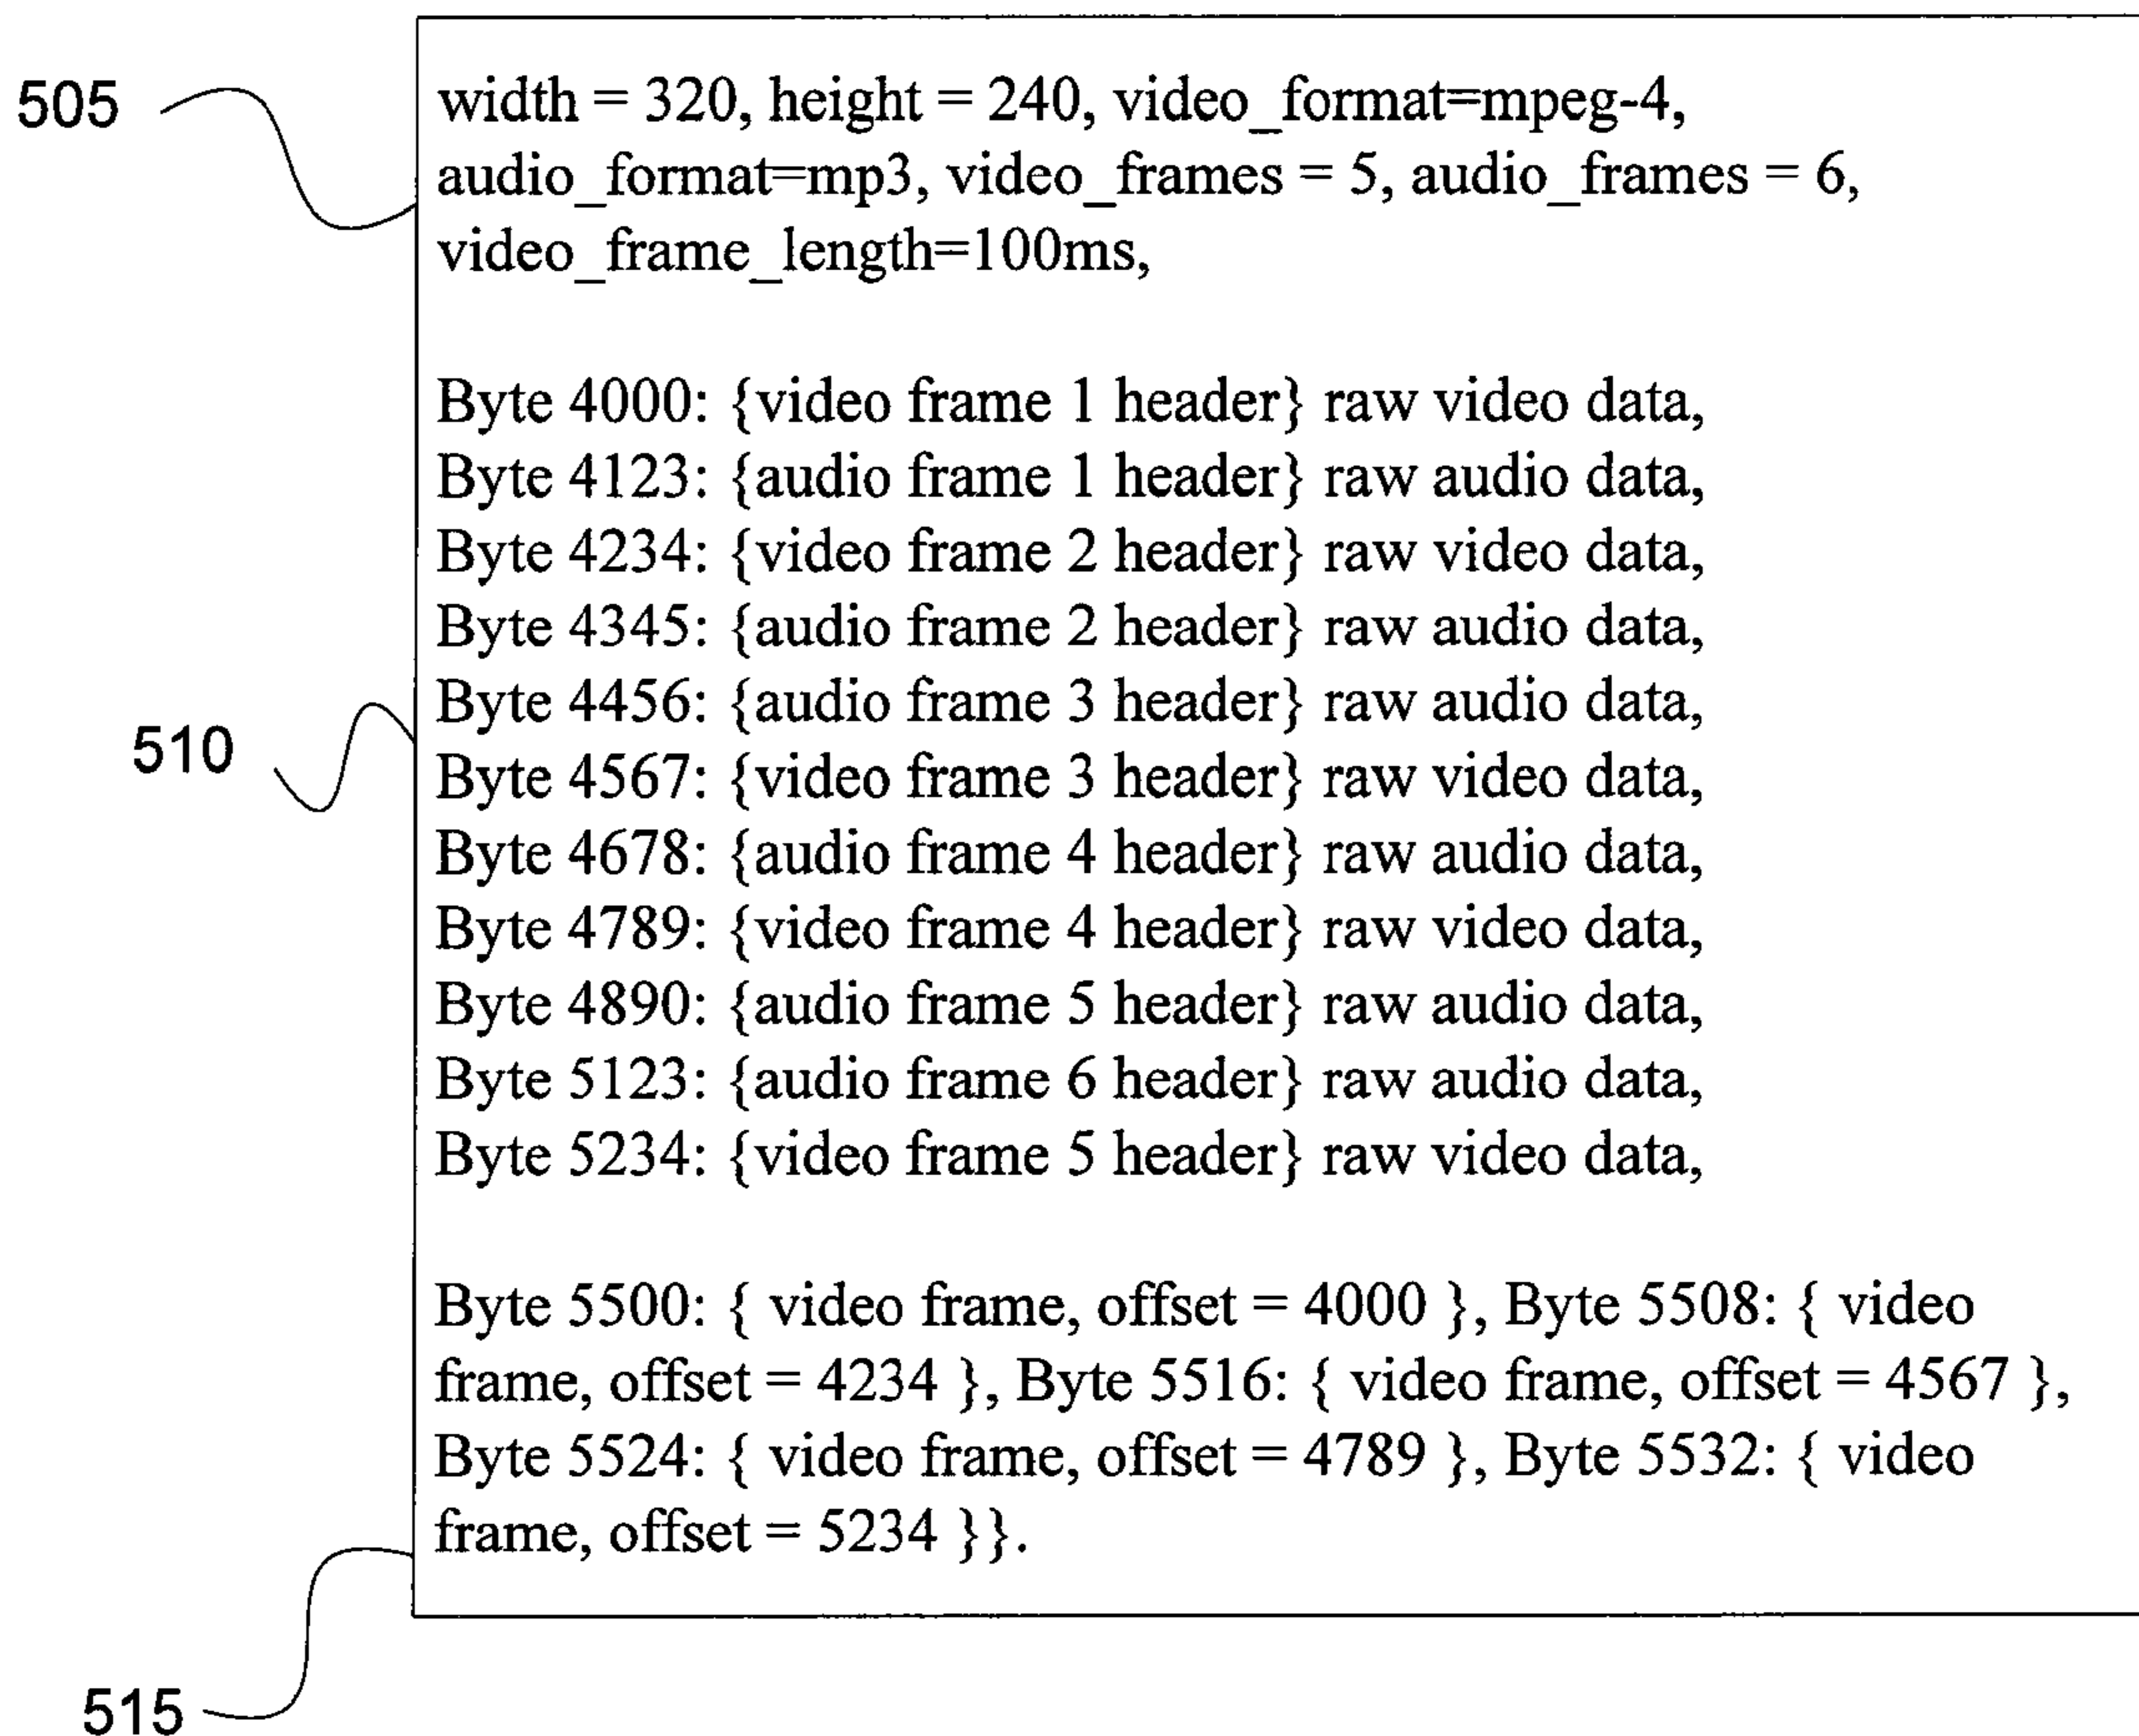 505
width = 320, height = 240, video_format=mpeg-4,
audio_format=mp3, video_frames = 5, audio_frames = 6,
video_frame_length=100ms,
Byte 4000: {video frame 1 header} raw video data,
Byte 4123: {audio frame 1 header} raw audio data,
Byte 4234: {video frame 2 header} raw video data,
Byte 4345: {audio frame 2 header} raw audio data,
Byte 4456: {audio frame 3 header} raw audio data,
510
Byte 4567: {video frame 3 header} raw video data,
Byte 4678: {audio frame 4 header} raw audio data,
Byte 4789: {video frame 4 header} raw video data,
Byte 4890: {audio frame 5 header} raw audio data,
Byte 5123: {audio frame 6 header} raw audio data,
Byte 5234: {video frame 5 header} raw video data,
Byte 5500: { video frame, offset = 4000 }, Byte 5508: { video
frame, offset = 4234 }, Byte 5516: { video frame, offset = 4567 },
Byte 5524: { video frame, offset = 4789 }, Byte 5532: { video
frame, offset = 5234 }}.
515